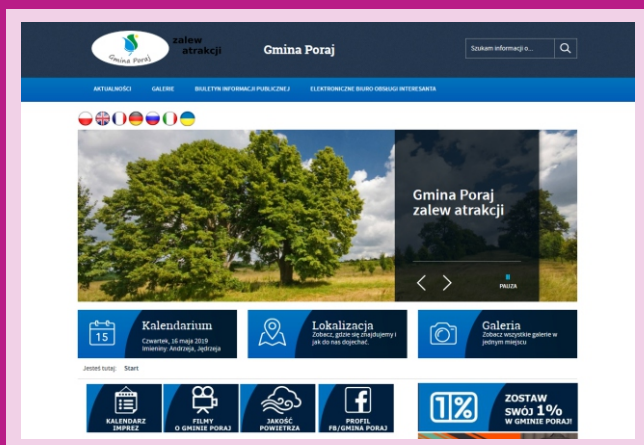 Gmina Poraj
zalew
atrakcji
Gmina Poraj
Szukam informacji o...
AKTUALNOŚCI GALERIE BIULETYN INFORMACJI PUBLICZNEJ ELEKTRONICZNE BIURO OBSŁUGI INTERESANTA
Gmina Poraj
zalew atrakcji
PAUZA
15
Kalendarium
Czwartek, 16 maja 2019
Imieniny: Andrzeja, Jędrzeja
Lokalizacja
Zobacz, gdzie się znajdujemy i
jak do nas dojechać.
Galeria
Zobacz wszystkie galerie w
jednym miejscu
Jesteś tutaj: Start
KALENDARZ
IMPREZ
FILMY
O GMINIE PORAJ
JAKOŚĆ
POWIETRZA
PROFIL
FB/GMINA PORAJ
1%
ZOSTAW
SWÓJ 1%
W GMINIE PORAJ!